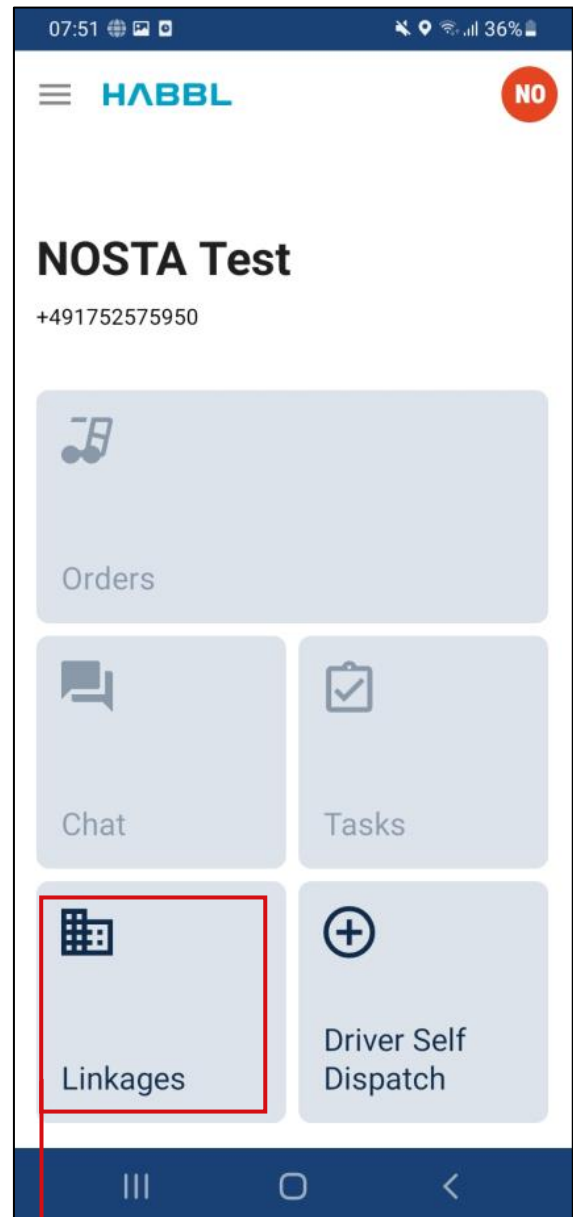 07:51 36%
HABBL NO
NOSTA Test
+491752575950
Orders
Chat Tasks
Linkages Driver Self
Dispatch